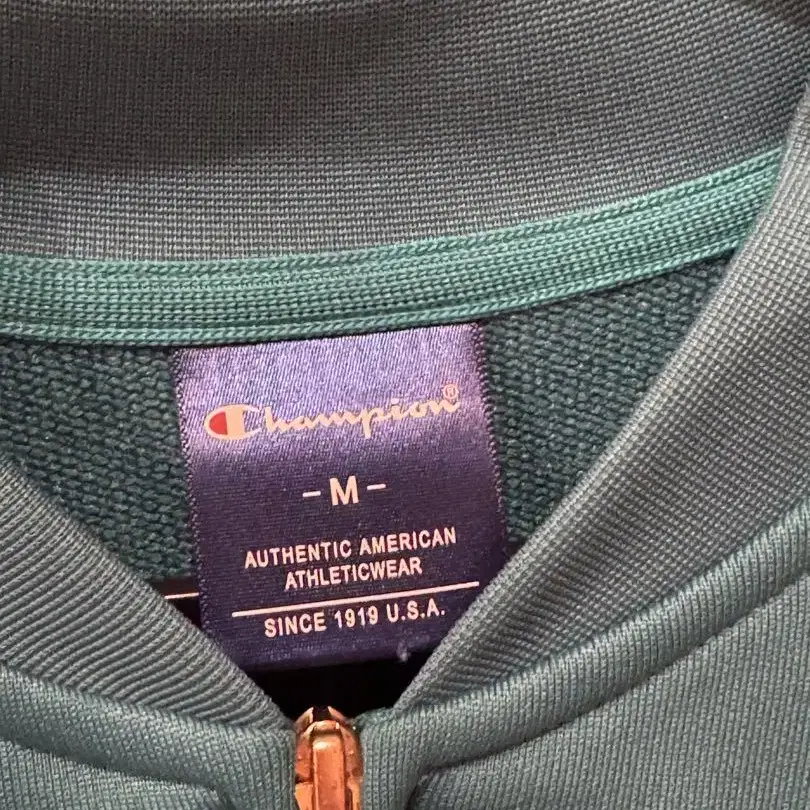 Champion®
- M -
AUTHENTIC AMERICAN
ATHLETICWEAR
SINCE 1919 U.S.A.